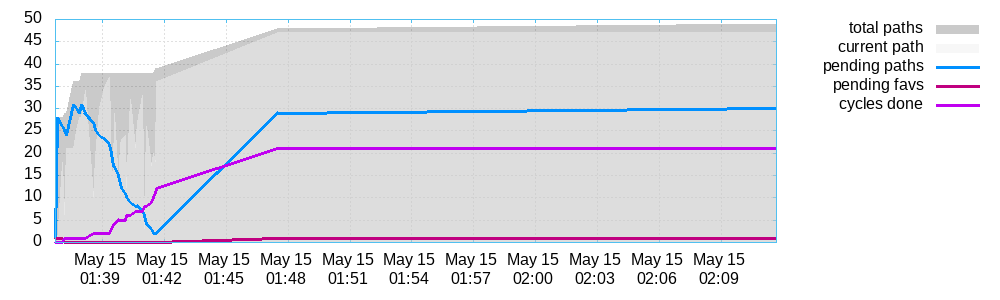 50
45
40
35
30
25
20
15
10
5
0
May 15 May 15 May 15 May 15 May 15 May 15 May 15 May 15 May 15 May 15 May 15
01:39 01:42 01:45 01:48 01:51 01:54 01:57 02:00 02:03 02:06 02:09
total paths
current path
pending paths
pending favs
cycles done